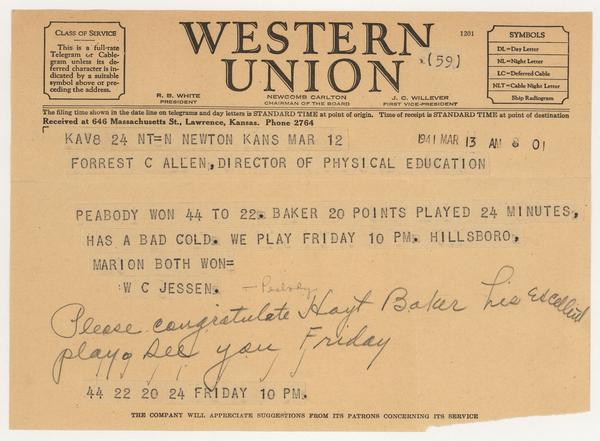 CLASS OF SERVICE
This is a full-rate
Telegram or Cable-
gram unless its de-
ferred character is in-
dicated by a suitable
symbol above or pre-
ceding the address.
WESTERN
UNION
1201
(59)
SYMBOLS
DL=Day Letter
NL=Night Letter
LC=Deferred Cable
NLT=Cable Night Letter
Ship Radiogram
R. B. WHITE
PRESIDENT
NEWCOMB CARLTON
CHAIRMAN OF THE BOARD
J. C. WILLEVER
FIRST VICE-PRESIDENT
The filing time shown in the date line on telegrams and day letters is STANDARD TIME at point of origin. Time of receipt is STANDARD TIME at point of destination
Received at 646 Massachusetts St., Lawrence, Kansas. Phone 2764
KAV8 24 NT=N NEWTON KANS MAR 12
1941 MAR 13 AM 8 01
FORREST C ALLEN, DIRECTOR OF PHYSICAL EDUCATION
PEABODY WON 44 TO 22. BAKER 20 POINTS PLAYED 24 MINUTES,
HAS A BAD COLD. WE PLAY FRIDAY 10 PM. HILLSBORO,
MARION BOTH WON=
W C JESSEN. — Peabody
Please congratulate Hoyt Baker his excellent
play. See you Friday
44 22 20 24 FRIDAY 10 PM.
THE COMPANY WILL APPRECIATE SUGGESTIONS FROM ITS PATRONS CONCERNING ITS SERVICE